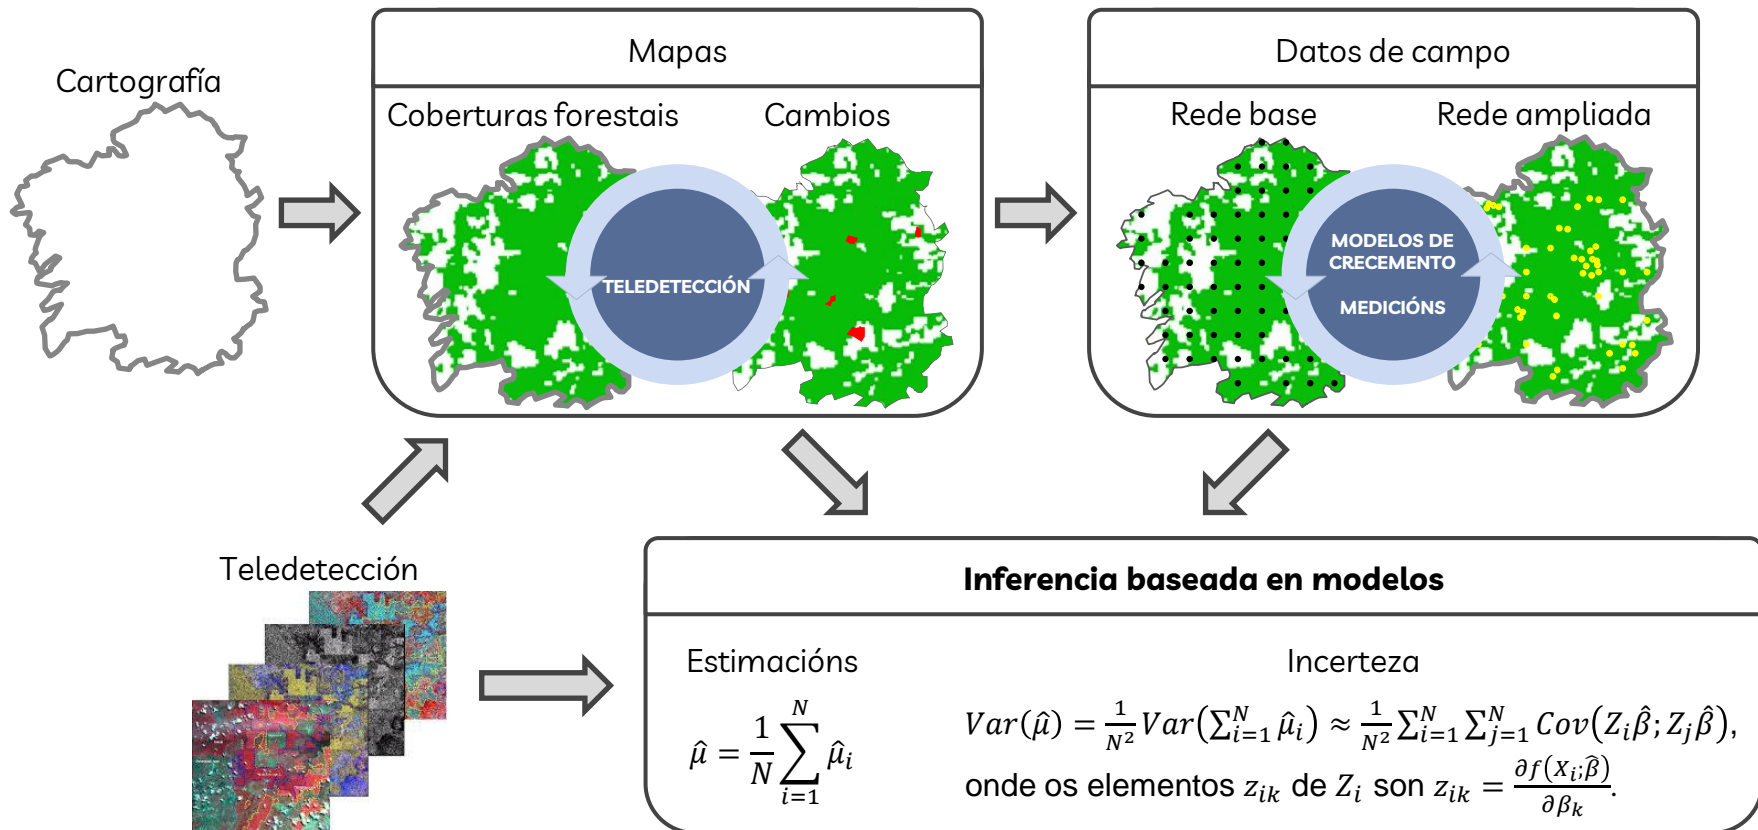 Cartografía
Mapas
Coberturas forestais
Cambios
TELEDETECCIÓN
Datos de campo
Rede base
Rede ampliada
MODELOS DE
CRECEMENTO
MEDICIÓNS
Teledetección
Inferencia baseada en modelos
Estimacións
$\hat{\mu} = \frac{1}{N} \sum_{i=1}^{N} \hat{\mu}_i$
Incerteza
$Var(\hat{\mu}) = \frac{1}{N^2} Var(\sum_{i=1}^{N} \hat{\mu}_i) \approx \frac{1}{N^2} \sum_{i=1}^{N} \sum_{j=1}^{N} Cov(Z_i\hat{\beta}; Z_j\hat{\beta}),$
onde os elementos $z_{ik}$ de $Z_i$ son $z_{ik} = \frac{\partial f(X_i;\hat{\beta})}{\partial \beta_k}.$